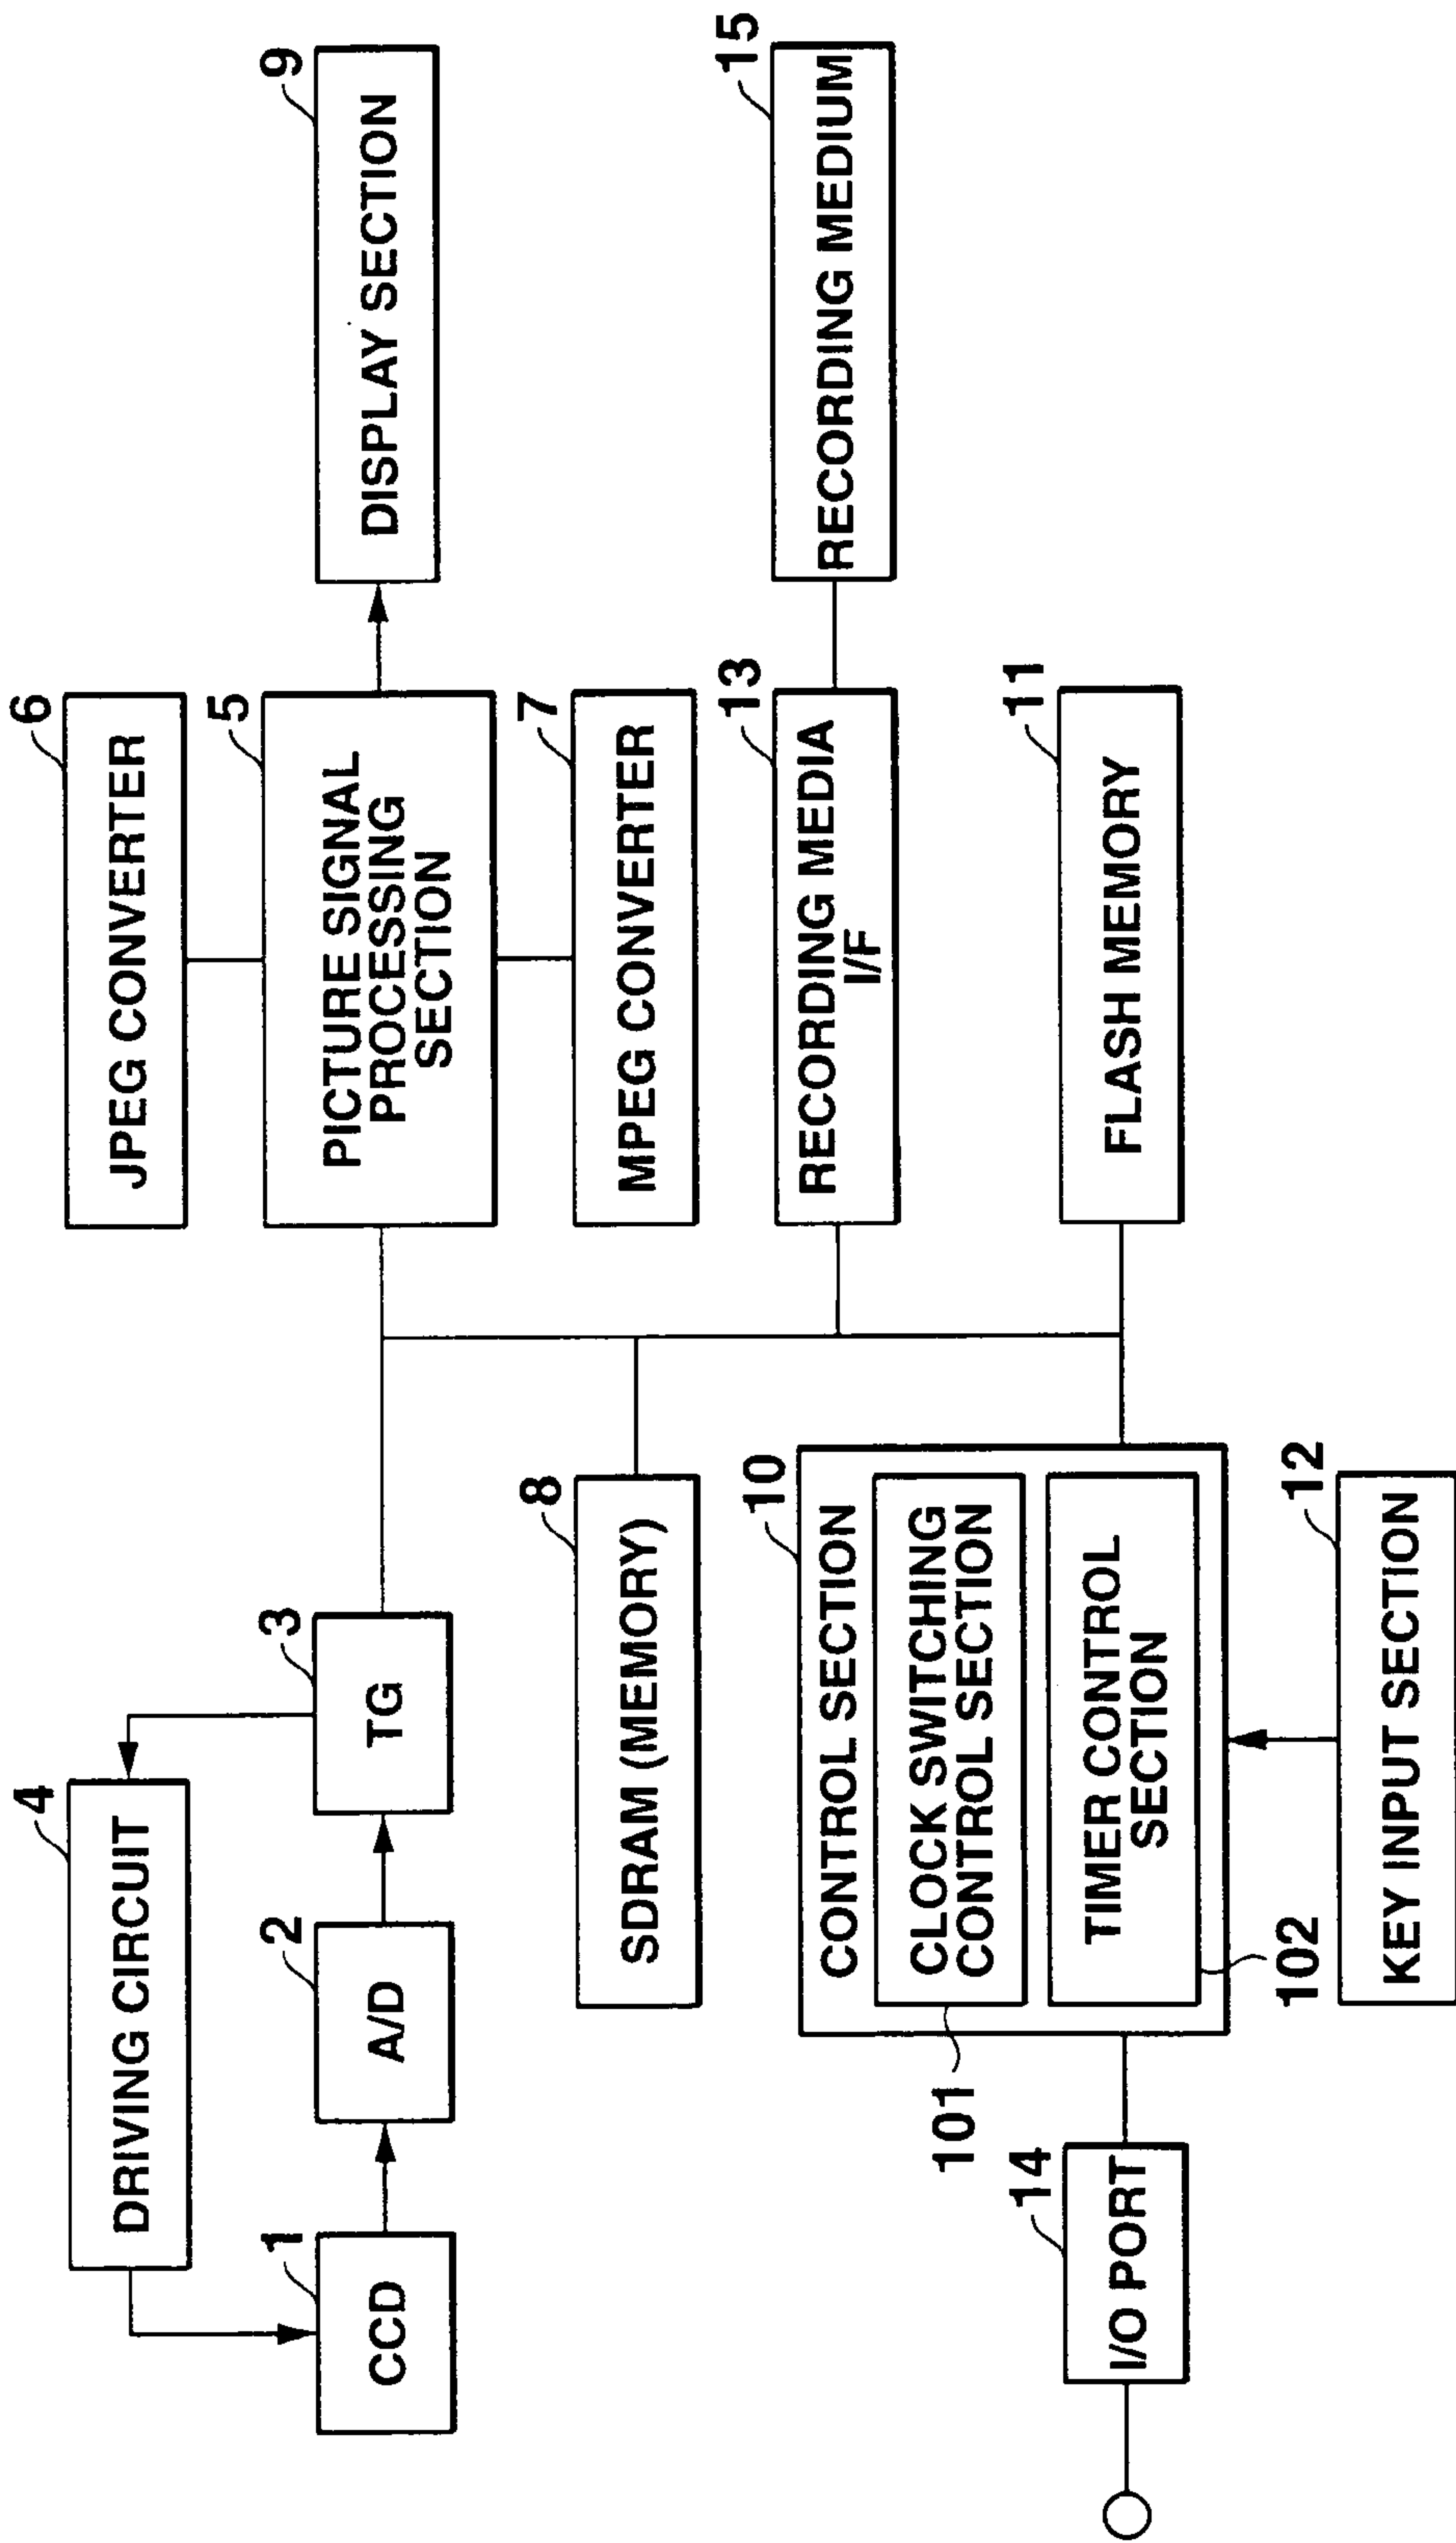 4
DRIVING CIRCUIT
1
CCD
2
A/D
3
TG
6
JPEG CONVERTER
5
PICTURE SIGNAL
PROCESSING
SECTION
9
DISPLAY SECTION
7
MPEG CONVERTER
8
SDRAM (MEMORY)
13
RECORDING MEDIA
I/F
15
RECORDING MEDIUM
10
CONTROL SECTION
CLOCK SWITCHING
CONTROL SECTION
101
TIMER CONTROL
SECTION
102
11
FLASH MEMORY
14
I/O PORT
12
KEY INPUT SECTION